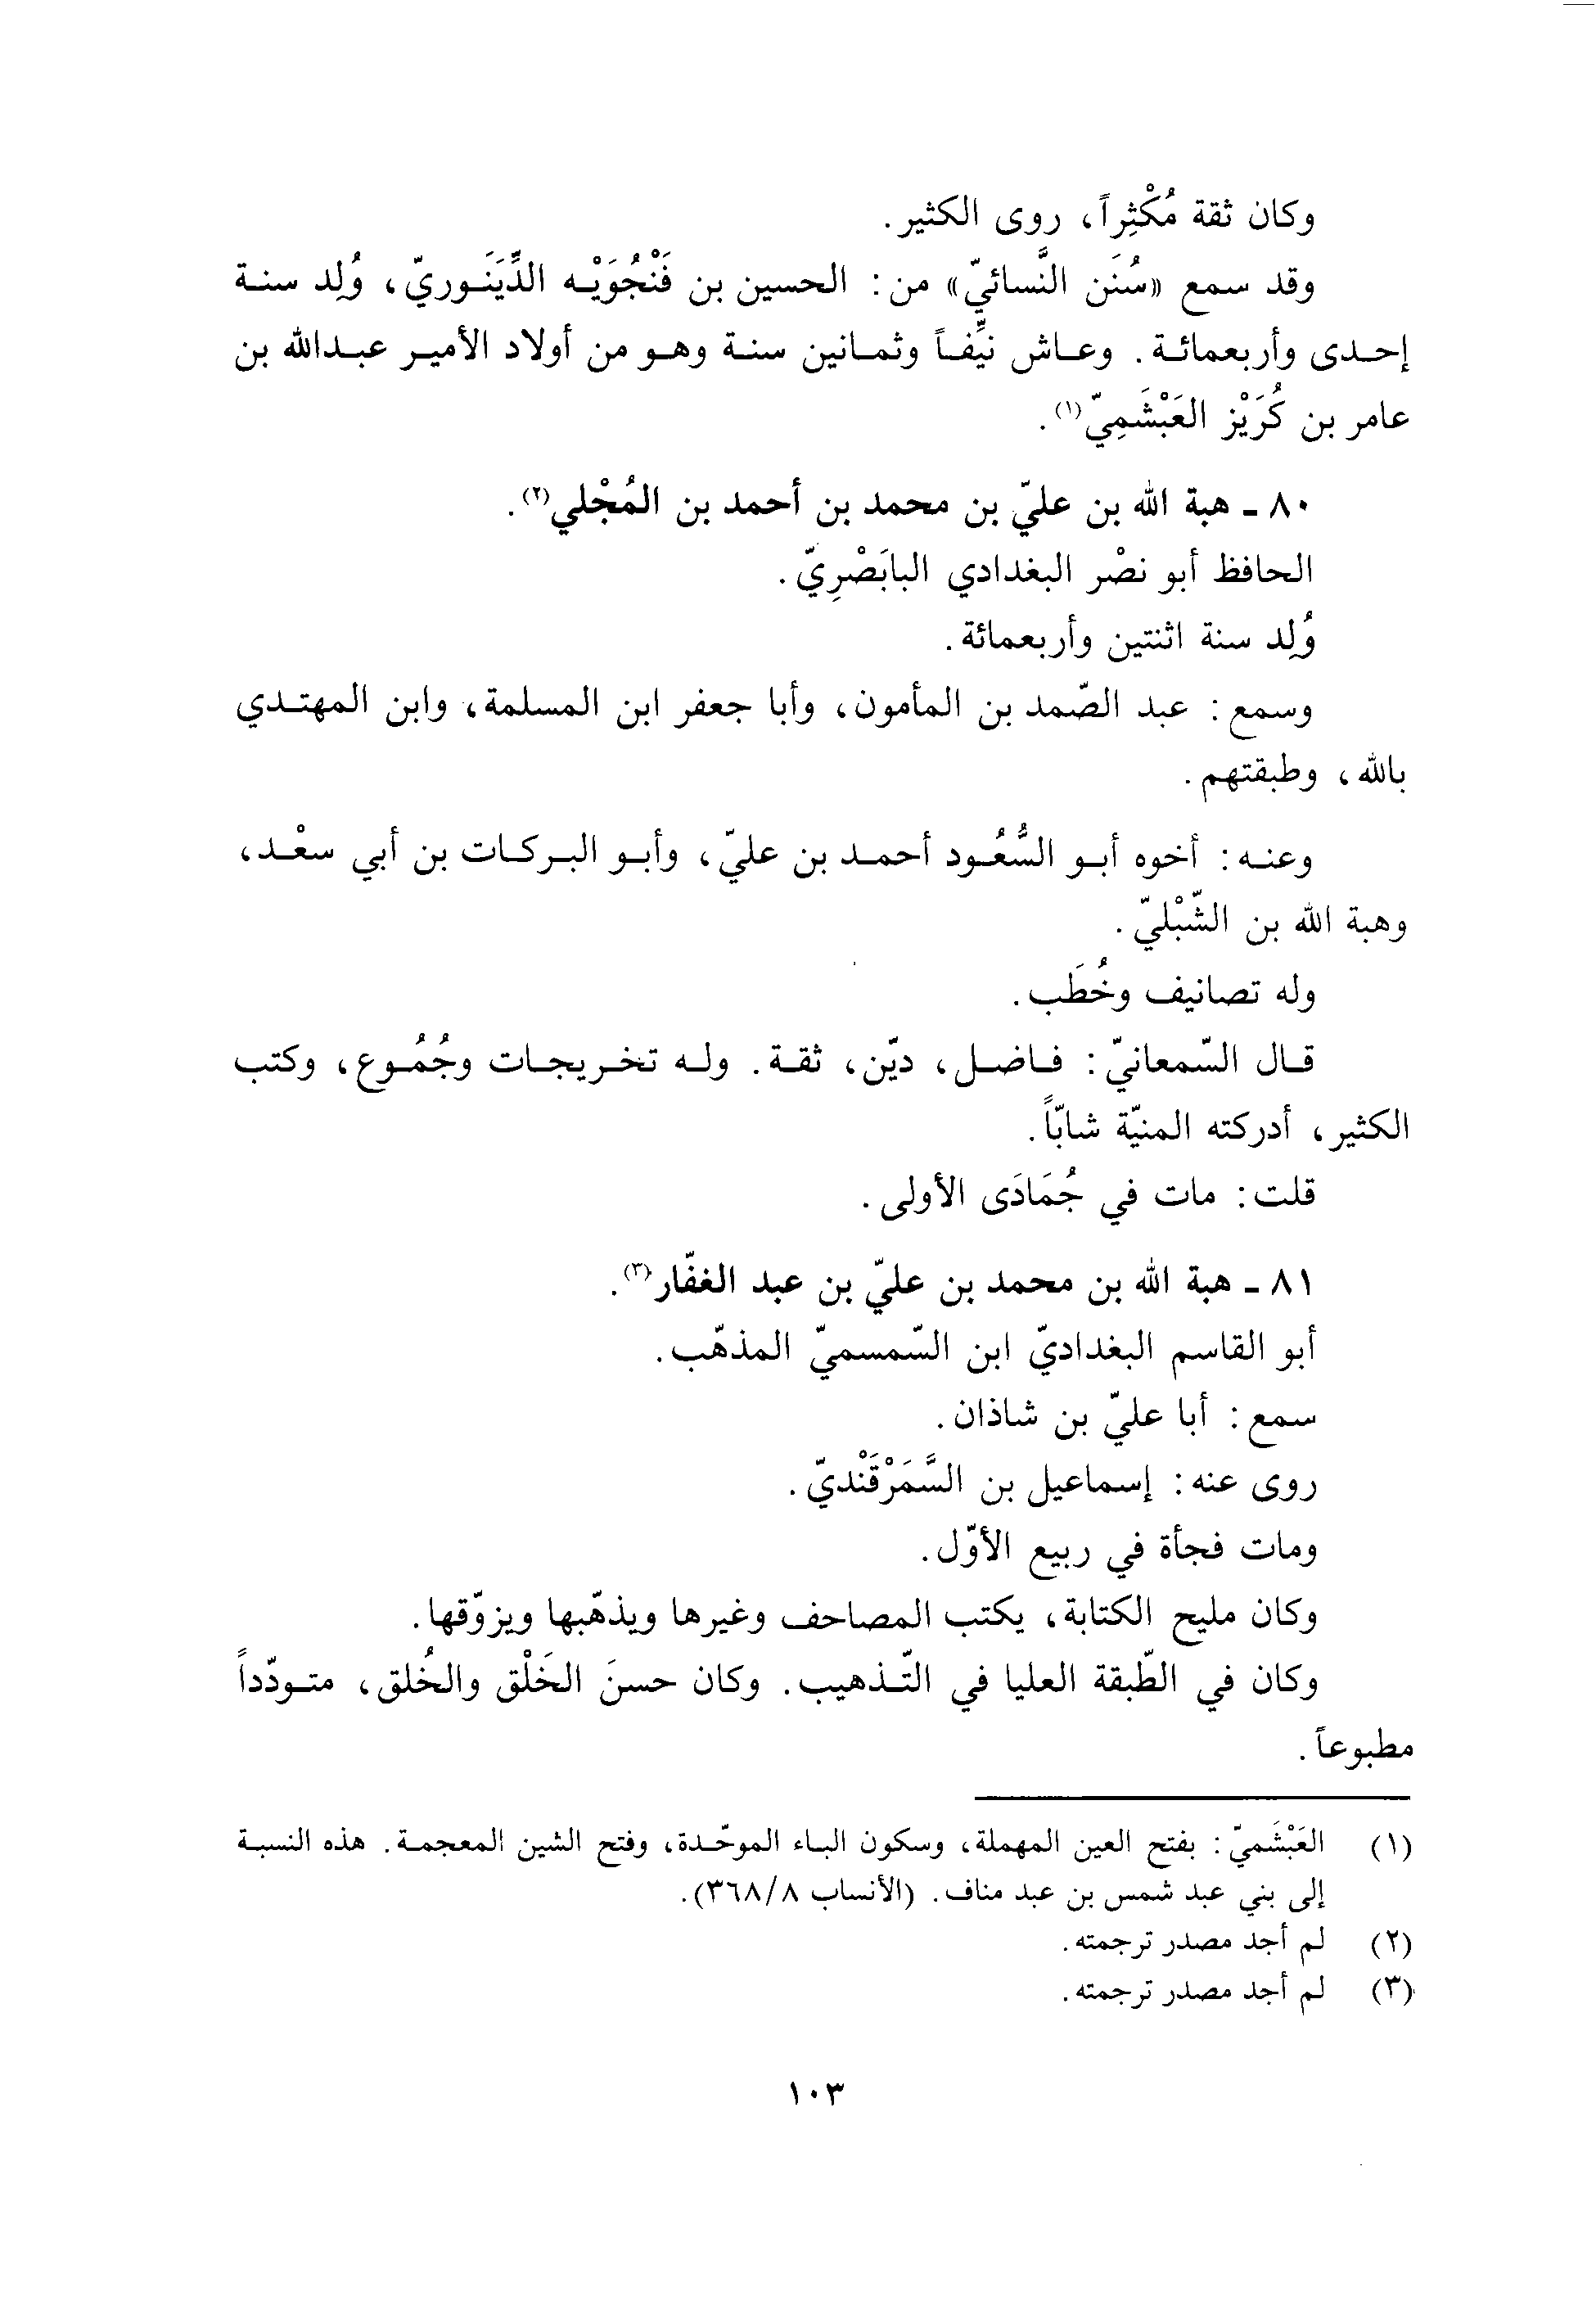 وكان ثقة مُكْثِراً، روى الكثير.
وقد سمع «سُنَن النَّسائيّ» من: الحسين بن فَنْجُوَيْه الدِّيَنَوريّ، وُلِد سنة
إحدى وأربعمائة. وعاش نيِّفاً وثمانين سنة وهو من أولاد الأمير عبدالله بن
عامر بن كُرَيْز العَبْشَمِيّ(١).
٨٠ ـ هبة الله بن عليّ بن محمد بن أحمد بن المُجْلي(٢).
الحافظ أبو نصْر البغدادي البابَصْرِيّ.
وُلِد سنة اثنتين وأربعمائة.
وسمع: عبد الصّمد بن المأمون، وأبا جعفر ابن المسلمة، وابن المهتدي
بالله، وطبقتهم.
وعنه: أخوه أبو السُّعُود أحمد بن عليّ، وأبو البركات بن أبي سعْد،
وهبة الله بن الشّبْليّ.
وله تصانيف وخُطَب.
قال السّمعانيّ: فاضل، ديّن، ثقة. وله تخريجات وجُمُوع، وكتب
الكثير، أدركته المنيّة شابّاً.
قلت: مات في جُمَادَى الأولى.
٨١ ـ هبة الله بن محمد بن عليّ بن عبد الغفّار(٣).
أبو القاسم البغداديّ ابن السّمسميّ المذهّب.
سمع: أبا عليّ بن شاذان.
روى عنه: إسماعيل بن السَّمَرْقَنْديّ.
ومات فجأة في ربيع الأوّل.
وكان مليح الكتابة، يكتب المصاحف وغيرها ويذهّبها ويزوّقها.
وكان في الطّبقة العليا في التّذهيب. وكان حسنَ الخَلْق والخُلق، متودّداً
مطبوعاً.
(١) العَبْشَميّ: بفتح العين المهملة، وسكون الباء الموحّدة، وفتح الشين المعجمة. هذه النسبة
إلى بني عبد شمس بن عبد مناف. (الأنساب ٣٦٨/٨).
(٢) لم أجد مصدر ترجمته.
(٣) لم أجد مصدر ترجمته.
١٠٣